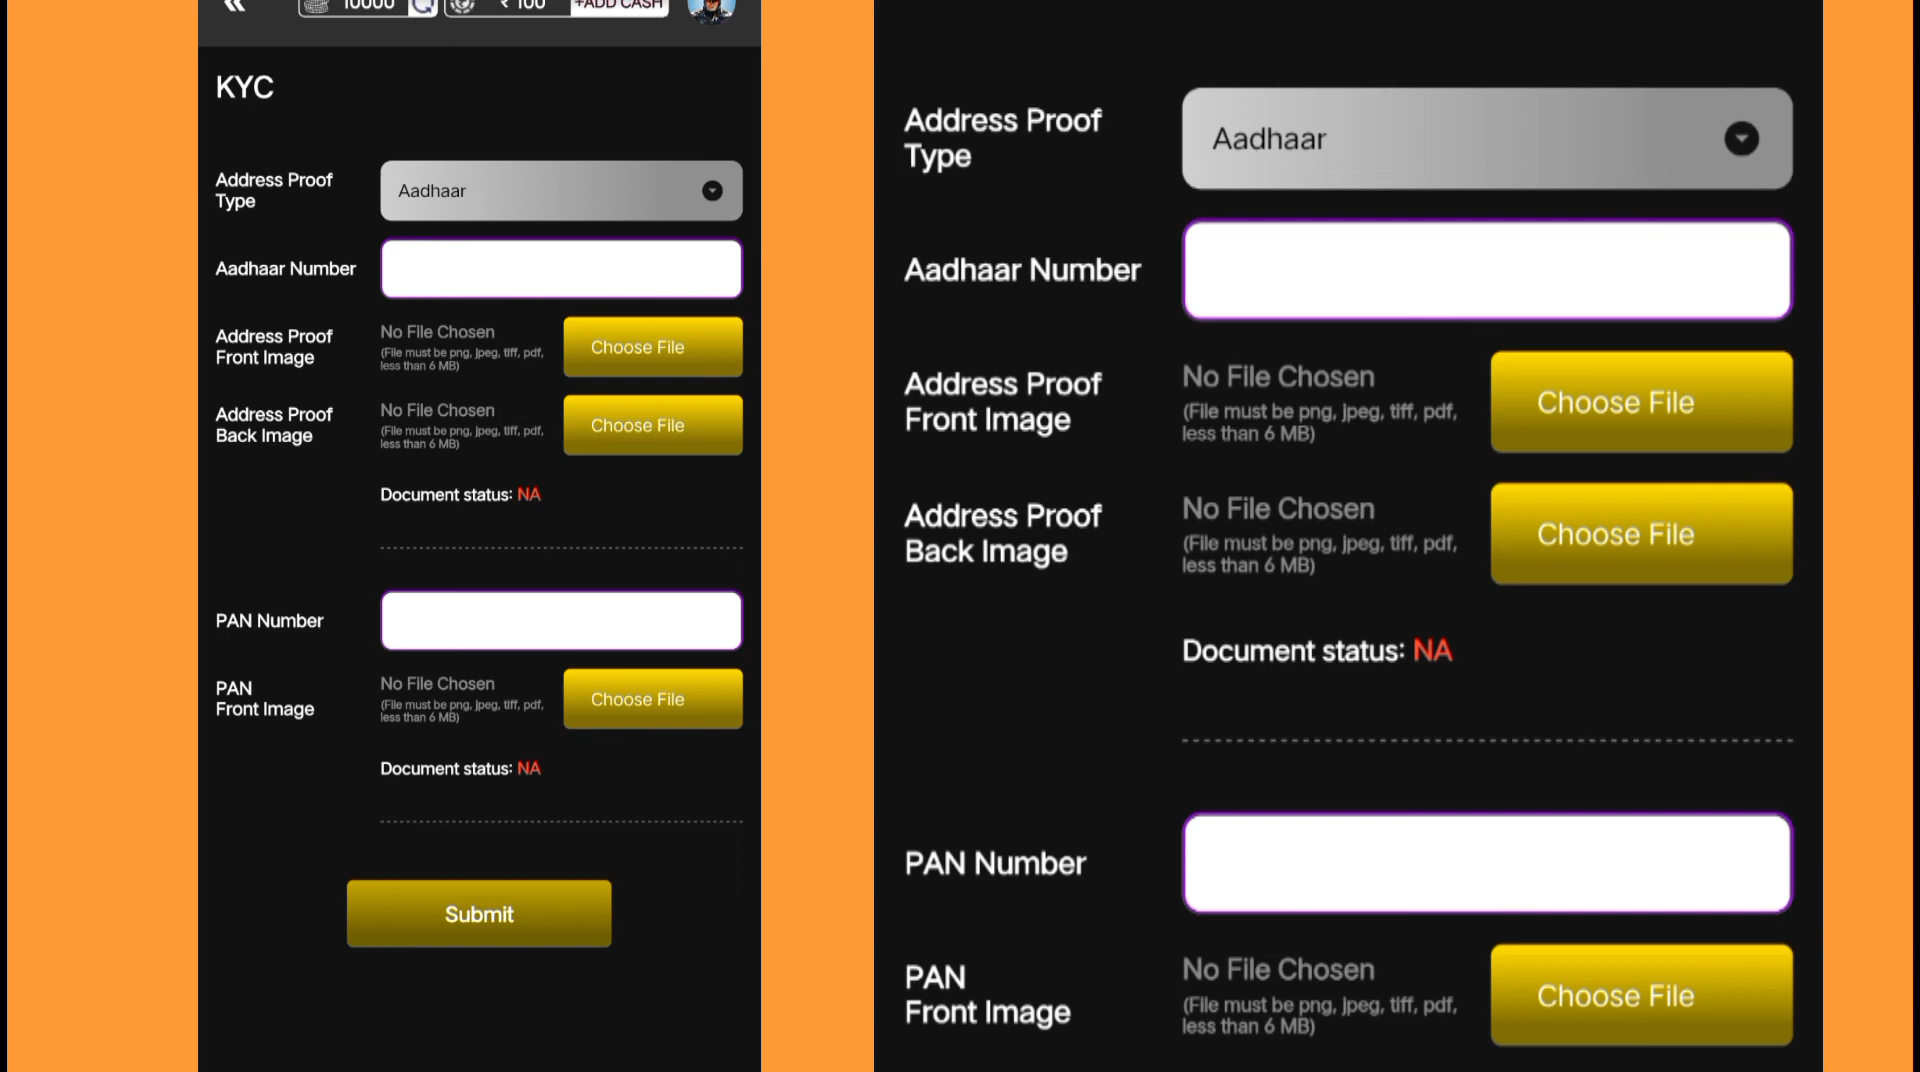 10000
₹ 100
+ADD CASH
KYC
Address Proof
Type
Aadhaar
Aadhaar Number
Address Proof
Front Image
No File Chosen
(File must be png, jpeg, tiff, pdf,
less than 6 MB)
Choose File
Address Proof
Back Image
No File Chosen
(File must be png, jpeg, tiff, pdf,
less than 6 MB)
Choose File
Document status: NA
PAN Number
PAN
Front Image
No File Chosen
(File must be png, jpeg, tiff, pdf,
less than 6 MB)
Choose File
Document status: NA
Submit
Address Proof
Type
Aadhaar
Aadhaar Number
Address Proof
Front Image
No File Chosen
(File must be png, jpeg, tiff, pdf,
less than 6 MB)
Choose File
Address Proof
Back Image
No File Chosen
(File must be png, jpeg, tiff, pdf,
less than 6 MB)
Choose File
Document status: NA
PAN Number
PAN
Front Image
No File Chosen
(File must be png, jpeg, tiff, pdf,
less than 6 MB)
Choose File